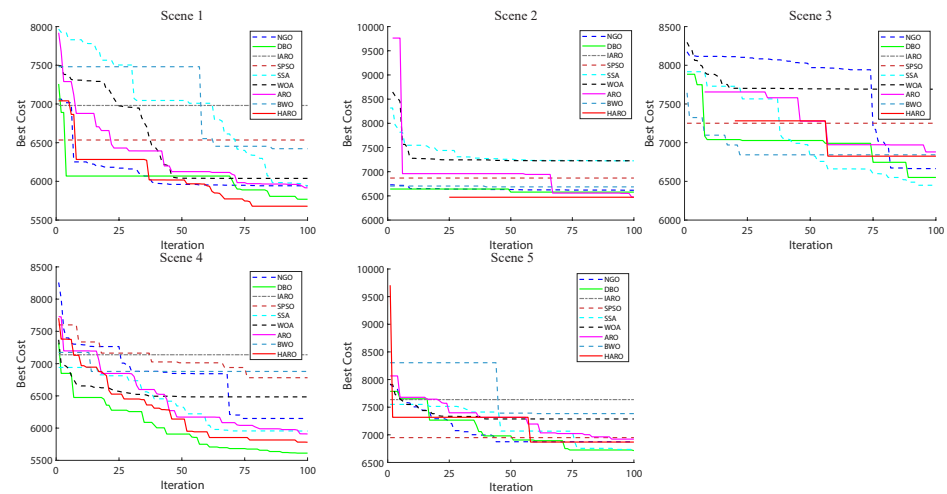 Scene 1
8000
7500
7000
6500
6000
5500
Best Cost
0 25 50 75 100
Iteration
NGO
DBO
IARO
SPSO
SSA
WOA
ARO
BWO
HARO
Scene 2
10000
9500
9000
8500
8000
7500
7000
6500
6000
Best Cost
0 25 50 75 100
Iteration
NGO
DBO
IARO
SPSO
SSA
WOA
ARO
BWO
HARO
Scene 3
8500
8000
7500
7000
6500
6000
Best Cost
0 25 50 75 100
Iteration
NGO
DBO
IARO
SPSO
SSA
WOA
ARO
BWO
HARO
Scene 4
8500
8000
7500
7000
6500
6000
5500
Best Cost
0 25 50 75 100
Iteration
NGO
DBO
IARO
SPSO
SSA
WOA
ARO
BWO
HARO
Scene 5
10000
9500
9000
8500
8000
7500
7000
6500
Best Cost
0 25 50 75 100
Iteration
NGO
DBO
IARO
SPSO
SSA
WOA
ARO
BWO
HARO